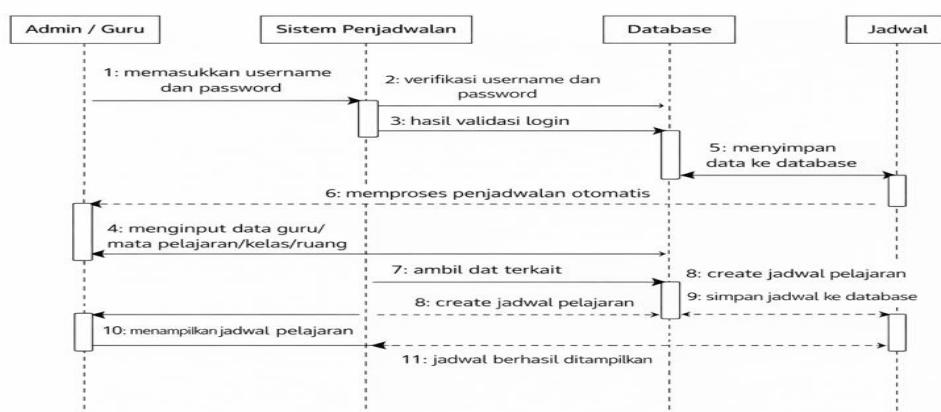 Admin / Guru
Sistem Penjadwalan
Database
Jadwal
1: memasukkan username
dan password
2: verifikasi username dan
password
3: hasil validasi login
5: menyimpan
data ke database
6: memproses penjadwalan otomatis
4: menginput data guru/
mata pelajaran/kelas/ruang
7: ambil dat terkait
8: create jadwal pelajaran
8: create jadwal pelajaran
9: simpan jadwal ke database
10: menampilkan jadwal pelajaran
11: jadwal berhasil ditampilkan